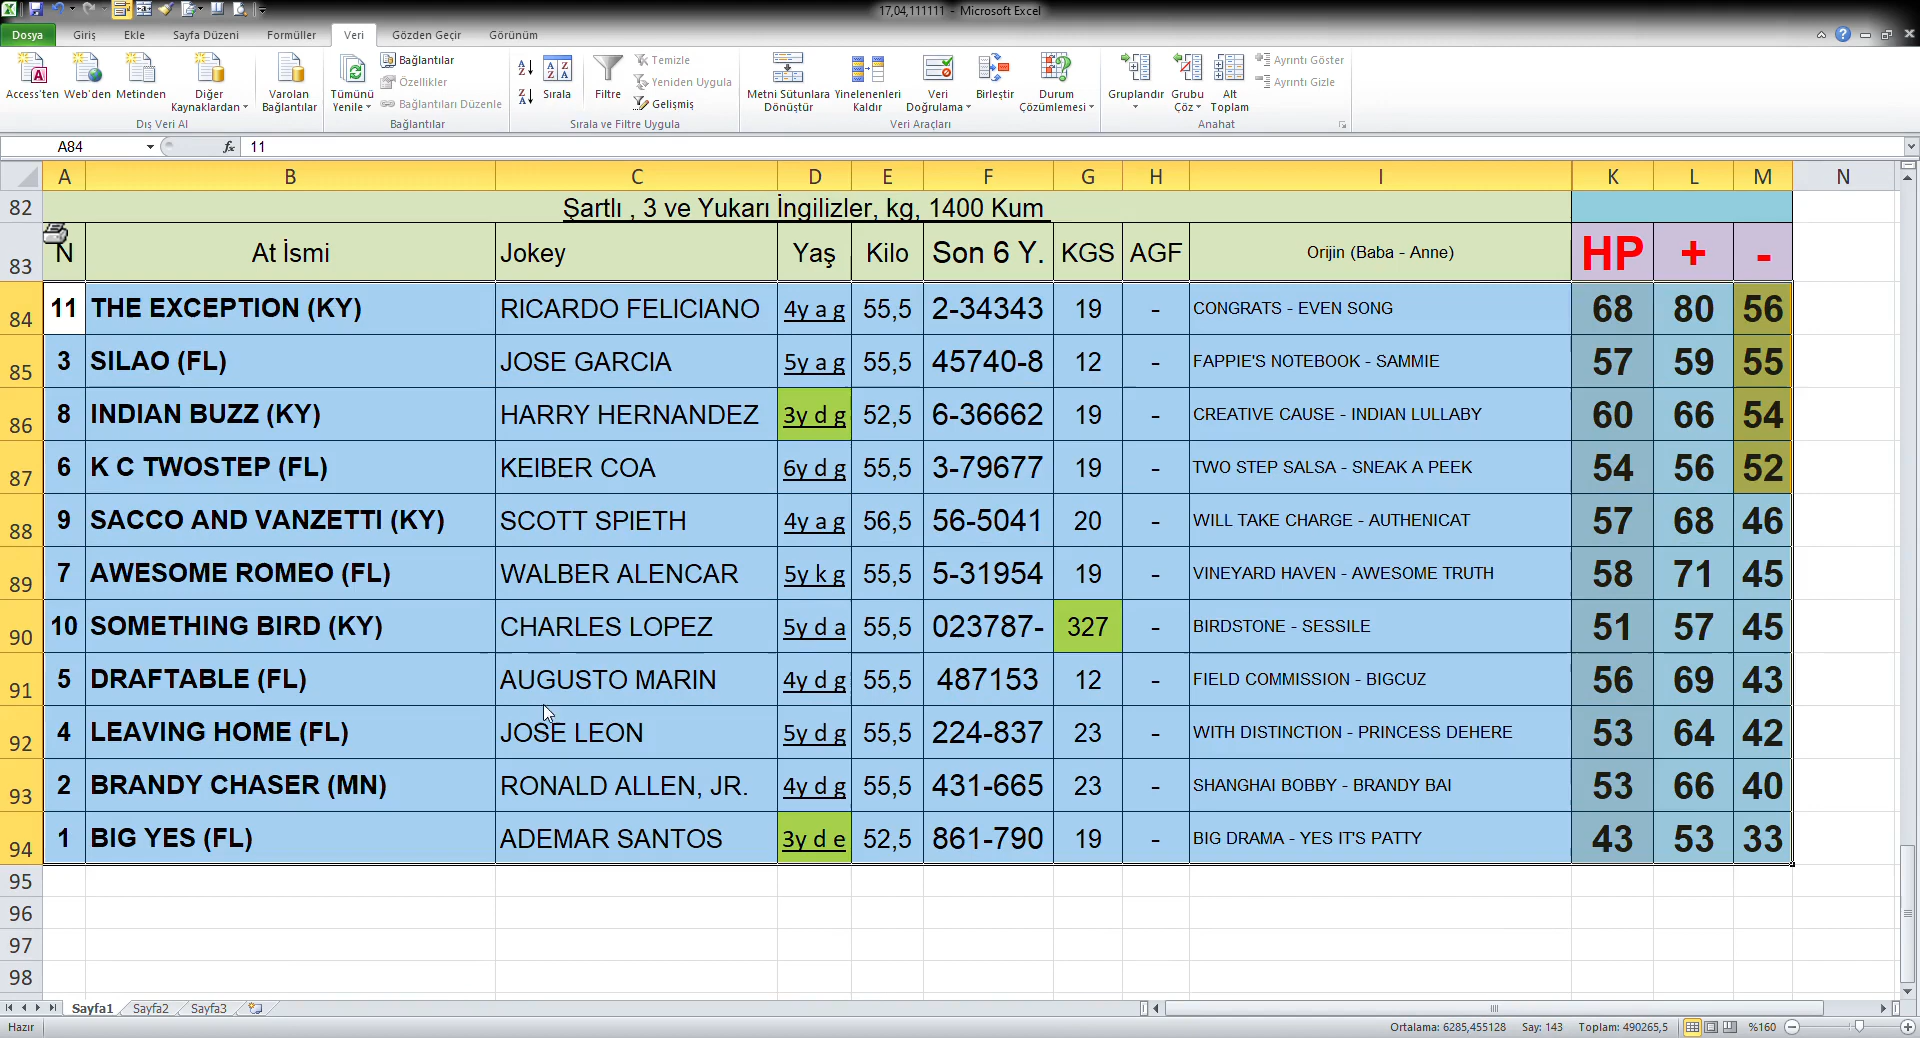 17,04,111111 - Microsoft Excel
Dosya Giriş Ekle Sayfa Düzeni Formüller Veri Gözden Geçir Görünüm
Access'ten Web'den Metinden Diğer Kaynaklardan Varolan Bağlantılar
Dış Veri Al
Tümünü Yenile Bağlantılar Özellikler Bağlantıları Düzenle
Bağlantılar
Sırala Filtre Temizle Yeniden Uygula Gelişmiş
Sırala ve Filtre Uygula
Metni Sütunlara Dönüştür Yinelenenleri Kaldır Veri Doğrulama Birleştir Durum Çözümlemesi
Veri Araçları
Gruplandır Grubu Çöz Alt Toplam Ayrıntı Göster Ayrıntı Gizle
Anahat
A84 fx 11
A B C D E F G H I K L M N
82 Şartlı , 3 ve Yukarı İngilizler, kg, 1400 Kum
83 N At İsmi Jokey Yaş Kilo Son 6 Y. KGS AGF Orijin (Baba - Anne) HP + -
84 11 THE EXCEPTION (KY) RICARDO FELICIANO 4y a g 55,5 2-34343 19 - CONGRATS - EVEN SONG 68 80 56
85 3 SILAO (FL) JOSE GARCIA 5y a g 55,5 45740-8 12 - FAPPIE'S NOTEBOOK - SAMMIE 57 59 55
86 8 INDIAN BUZZ (KY) HARRY HERNANDEZ 3y d g 52,5 6-36662 19 - CREATIVE CAUSE - INDIAN LULLABY 60 66 54
87 6 K C TWOSTEP (FL) KEIBER COA 6y d g 55,5 3-79677 19 - TWO STEP SALSA - SNEAK A PEEK 54 56 52
88 9 SACCO AND VANZETTI (KY) SCOTT SPIETH 4y a g 56,5 56-5041 20 - WILL TAKE CHARGE - AUTHENICAT 57 68 46
89 7 AWESOME ROMEO (FL) WALBER ALENCAR 5y k g 55,5 5-31954 19 - VINEYARD HAVEN - AWESOME TRUTH 58 71 45
90 10 SOMETHING BIRD (KY) CHARLES LOPEZ 5y d a 55,5 023787- 327 - BIRDSTONE - SESSILE 51 57 45
91 5 DRAFTABLE (FL) AUGUSTO MARIN 4y d g 55,5 487153 12 - FIELD COMMISSION - BIGCUZ 56 69 43
92 4 LEAVING HOME (FL) JOSE LEON 5y d g 55,5 224-837 23 - WITH DISTINCTION - PRINCESS DEHERE 53 64 42
93 2 BRANDY CHASER (MN) RONALD ALLEN, JR. 4y d g 55,5 431-665 23 - SHANGHAI BOBBY - BRANDY BAI 53 66 40
94 1 BIG YES (FL) ADEMAR SANTOS 3y d e 52,5 861-790 19 - BIG DRAMA - YES IT'S PATTY 43 53 33
95
96
97
98
Sayfa1 Sayfa2 Sayfa3
Hazır Ortalama: 6285,455128 Say: 143 Toplam: 490265,5 %160